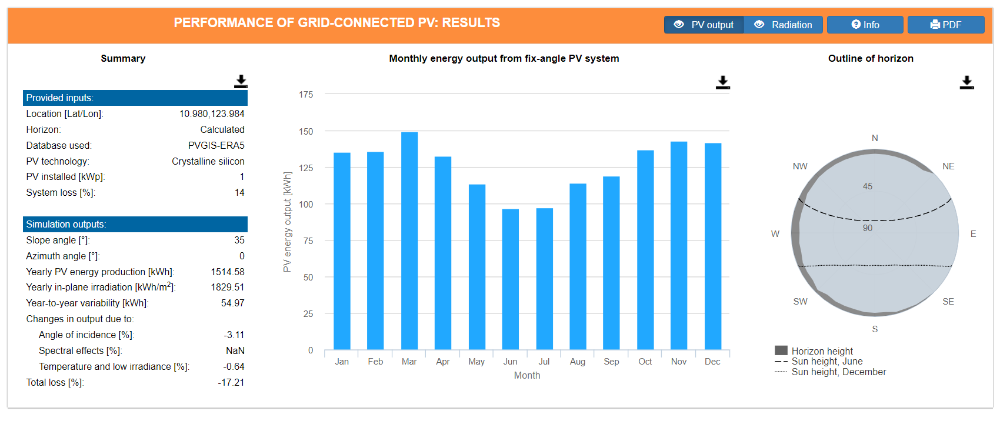 PERFORMANCE OF GRID-CONNECTED PV: RESULTS
PV output
Radiation
Info
PDF
Summary
Provided inputs:
Location [Lat/Lon]: 10.980,123.984
Horizon: Calculated
Database used: PVGIS-ERA5
PV technology: Crystalline silicon
PV installed [kWp]: 1
System loss [%]: 14
Simulation outputs:
Slope angle [°]: 35
Azimuth angle [°]: 0
Yearly PV energy production [kWh]: 1514.58
Yearly in-plane irradiation [kWh/m²]: 1829.51
Year-to-year variability [kWh]: 54.97
Changes in output due to:
Angle of incidence [%]: -3.11
Spectral effects [%]: NaN
Temperature and low irradiance [%]: -0.64
Total loss [%]: -17.21
Monthly energy output from fix-angle PV system
PV energy output [kWh]
175
150
125
100
75
50
25
0
Jan Feb Mar Apr May Jun Jul Aug Sep Oct Nov Dec
Month
Outline of horizon
N
NW NE
45
90
W E
SW SE
S
Horizon height
Sun height, June
Sun height, December